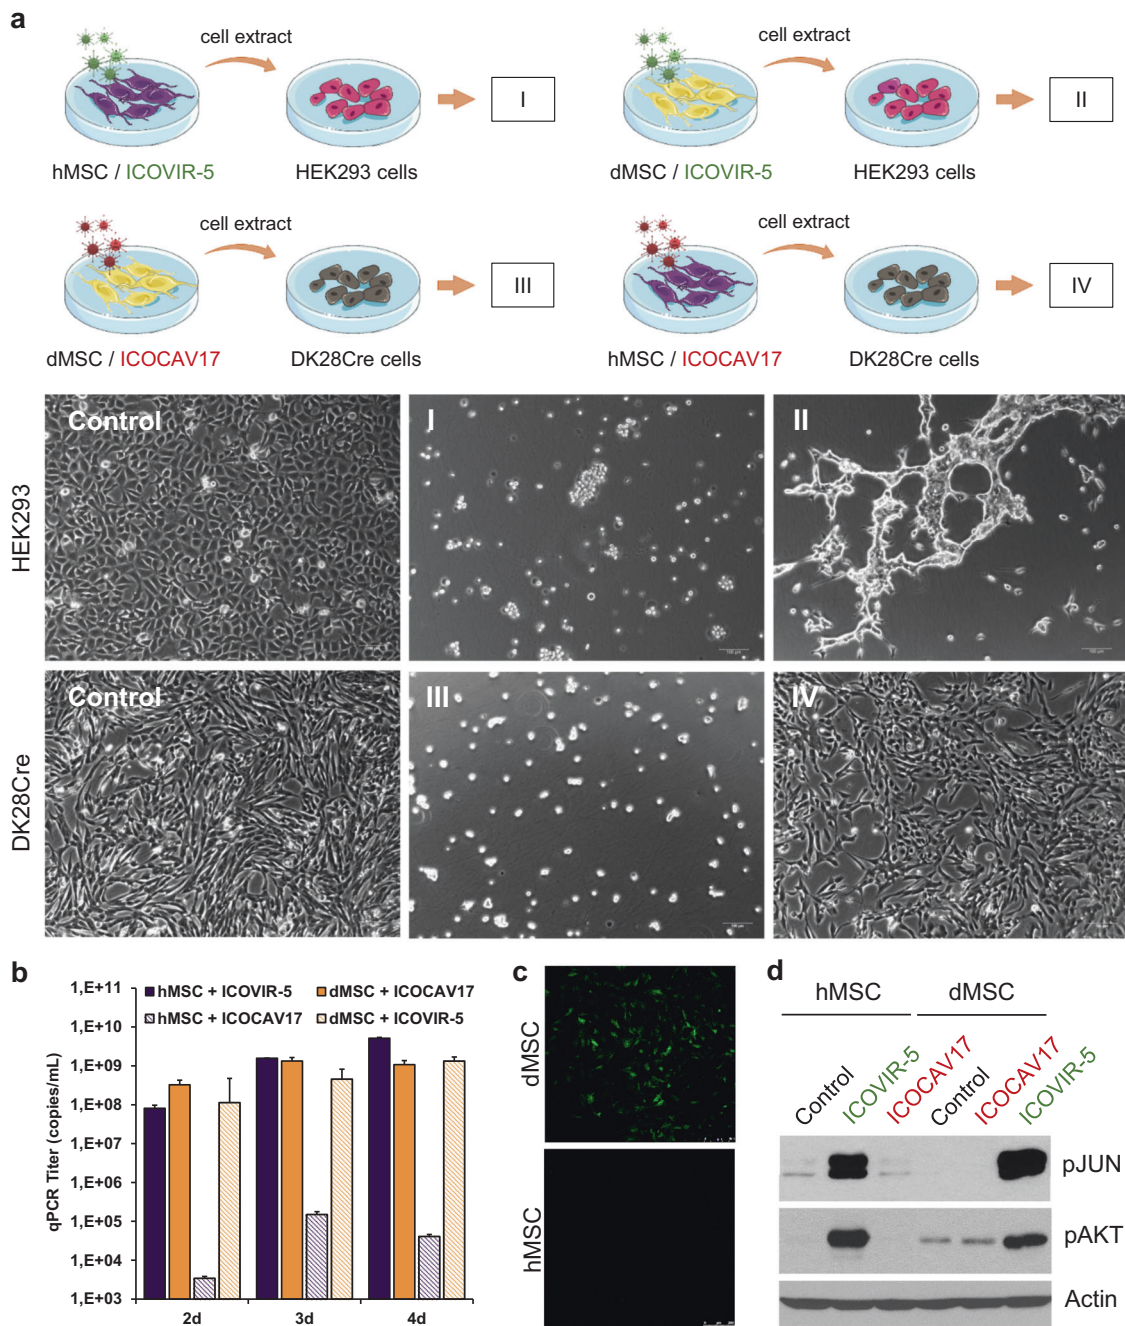 a
cell extract
cell extract
I
II
hMSC / ICOVIR-5
HEK293 cells
dMSC / ICOVIR-5
HEK293 cells
cell extract
cell extract
III
IV
dMSC / ICOCAV17
DK28Cre cells
hMSC / ICOCAV17
DK28Cre cells
HEK293
Control
I
II
DK28Cre
Control
III
IV
b
qPCR Titer (copies/mL)
1,E+11
1,E+10
1,E+09
1,E+08
1,E+07
1,E+06
1,E+05
1,E+04
1,E+03
hMSC + ICOVIR-5
dMSC + ICOCAV17
hMSC + ICOCAV17
dMSC + ICOVIR-5
2d
3d
4d
c
dMSC
hMSC
d
hMSC
dMSC
Control
ICOVIR-5
ICOCAV17
Control
ICOCAV17
ICOVIR-5
pJUN
pAKT
Actin